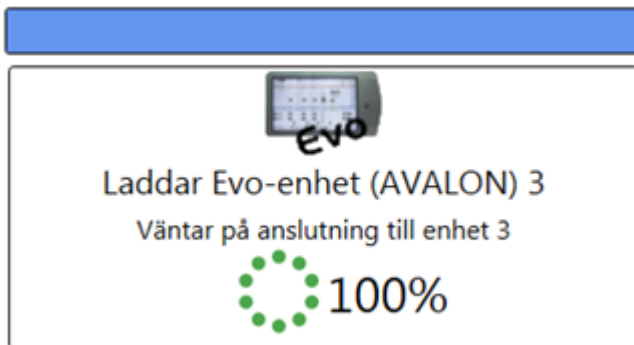 Evo
Laddar Evo-enhet (AVALON) 3
Väntar på anslutning till enhet 3
100%